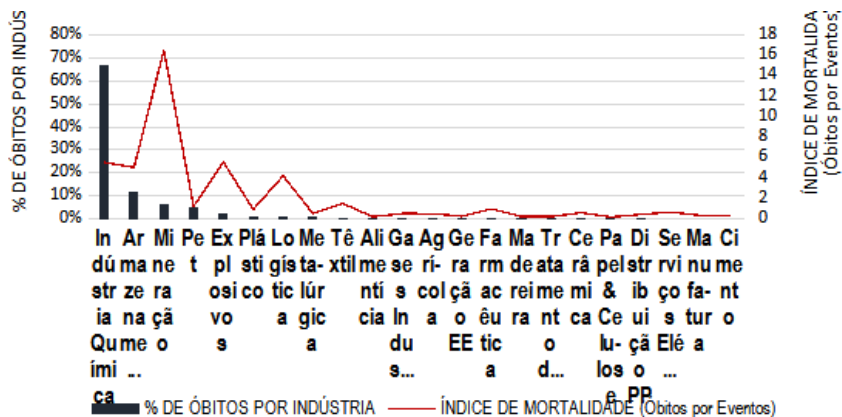 % DE ÓBITOS POR INDÚS
80%
70%
60%
50%
40%
30%
20%
10%
0%
18
16
14
12
10
8
6
4
2
0
ÍNDICE DE MORTALIDA
(Óbitos por Eventos)
In
dú
str
ia
Qu
ími
ca
Ar
ma
ze
na
me
...
Mi
ne
ra
çã
o
Pe
t
Ex
pl
osi
vo
s
Plá
sti
co
Lo
gís
tic
a
Me
ta-
lúr
gic
a
Tê
xtil
Ali
me
ntí
cia
Ga
se
s
In
du
s...
Ag
rí-
col
a
Ge
ra
çã
o
EE
Fa
rm
ac
êu
tic
a
Ma
de
rei
ra
Tr
ata
me
nt
o
d...
Ce
râ
mi
ca
Pa
pel
&
Ce
lu-
los
e
Di
str
ib
ui
çã
o
PP
Se
rvi
ço
s
Elé
...
Ma
nu
fa-
tur
a
Ci
me
nt
o
% DE ÓBITOS POR INDÚSTRIA
ÍNDICE DE MORTALIDADE (Óbitos por Eventos)